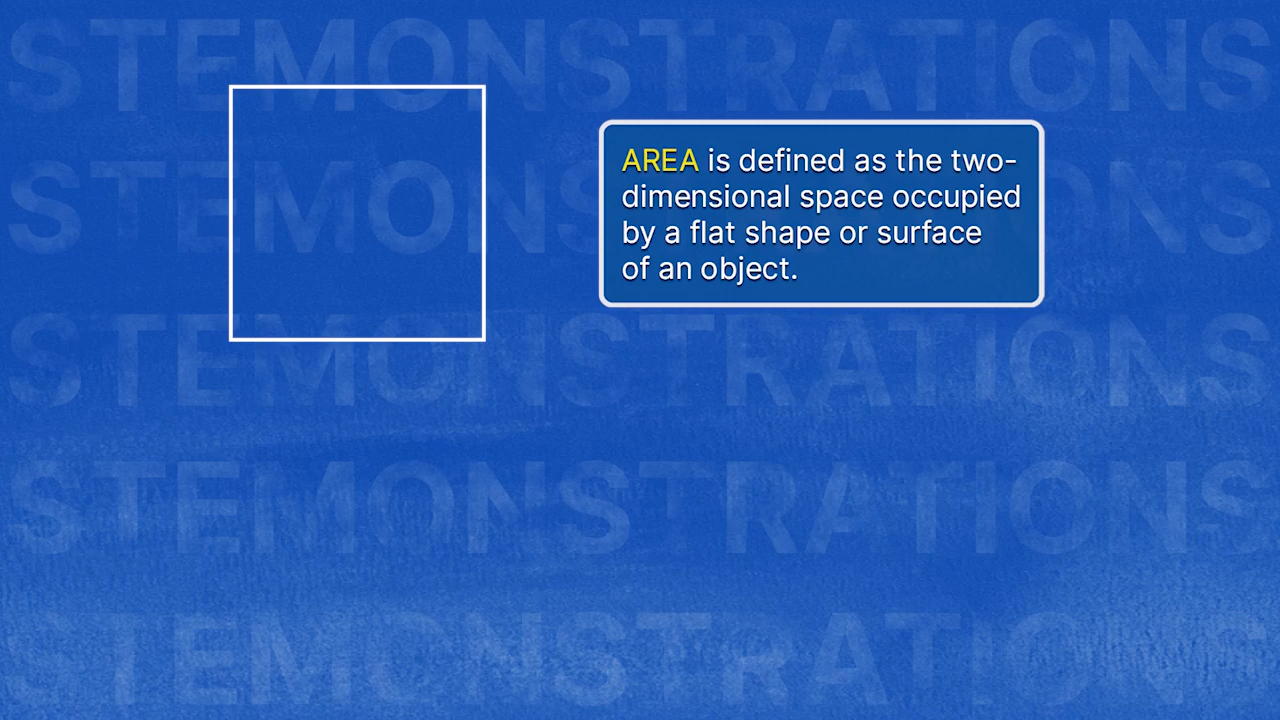 STEMONSTRATIONS
STEMONSTRATIONS
AREA is defined as the two-
dimensional space occupied
by a flat shape or surface
of an object.
STEMONSTRATIONS
STEMONSTRATIONS
STEMONSTRATIONS